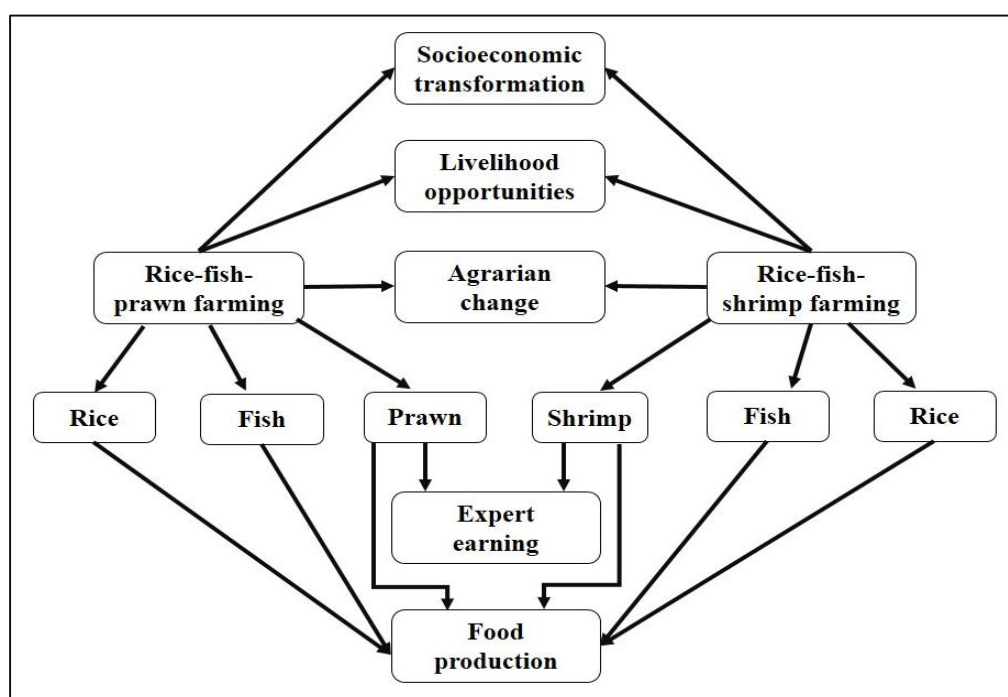 Socioeconomic
transformation
Livelihood
opportunities
Rice-fish-
prawn farming
Agrarian
change
Rice-fish-
shrimp farming
Rice
Fish
Prawn
Shrimp
Fish
Rice
Expert
earning
Food
production